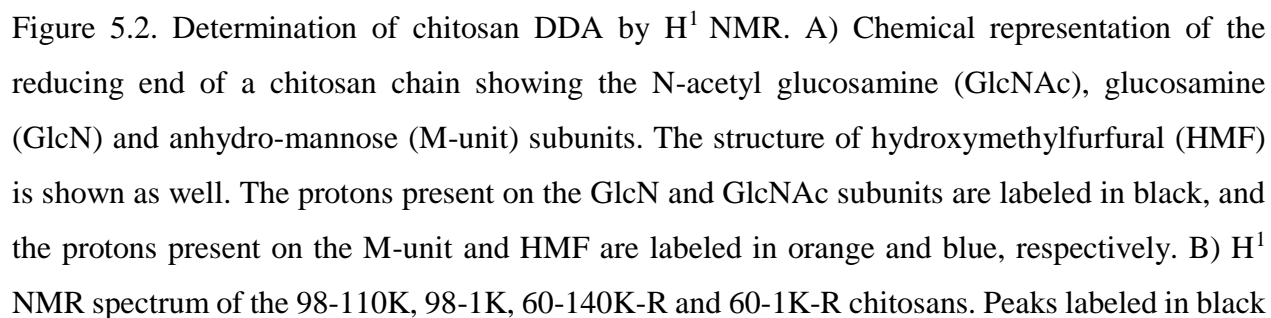 Figure 5.2. Determination of chitosan DDA by H¹ NMR. A) Chemical representation of the
reducing end of a chitosan chain showing the N-acetyl glucosamine (GlcNAc), glucosamine
(GlcN) and anhydro-mannose (M-unit) subunits. The structure of hydroxymethylfurfural (HMF)
is shown as well. The protons present on the GlcN and GlcNAc subunits are labeled in black, and
the protons present on the M-unit and HMF are labeled in orange and blue, respectively. B) H¹
NMR spectrum of the 98-110K, 98-1K, 60-140K-R and 60-1K-R chitosans. Peaks labeled in black